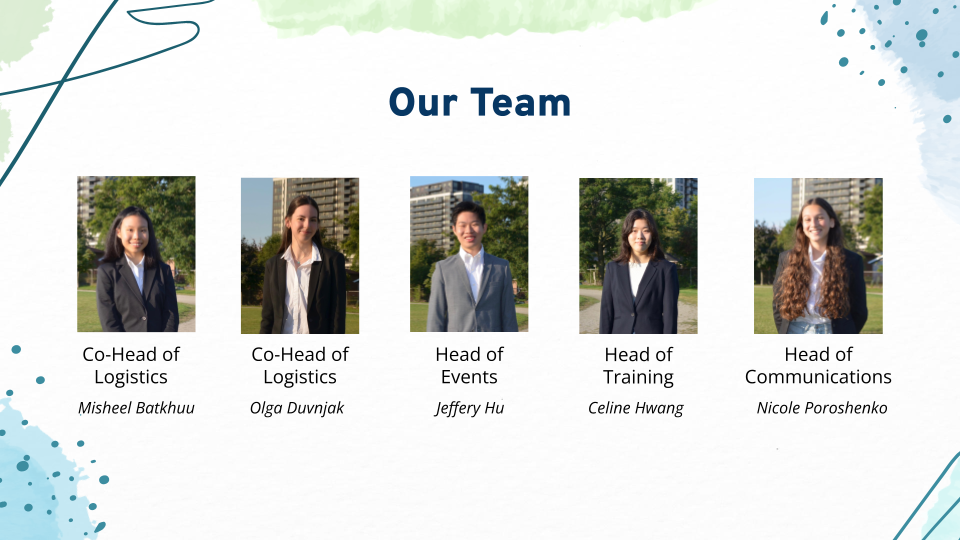 Our Team
Co-Head of
Logistics
Misheel Batkhuu
Co-Head of
Logistics
Olga Duvnjak
Head of
Events
Jeffery Hu
Head of
Training
Celine Hwang
Head of
Communications
Nicole Poroshenko